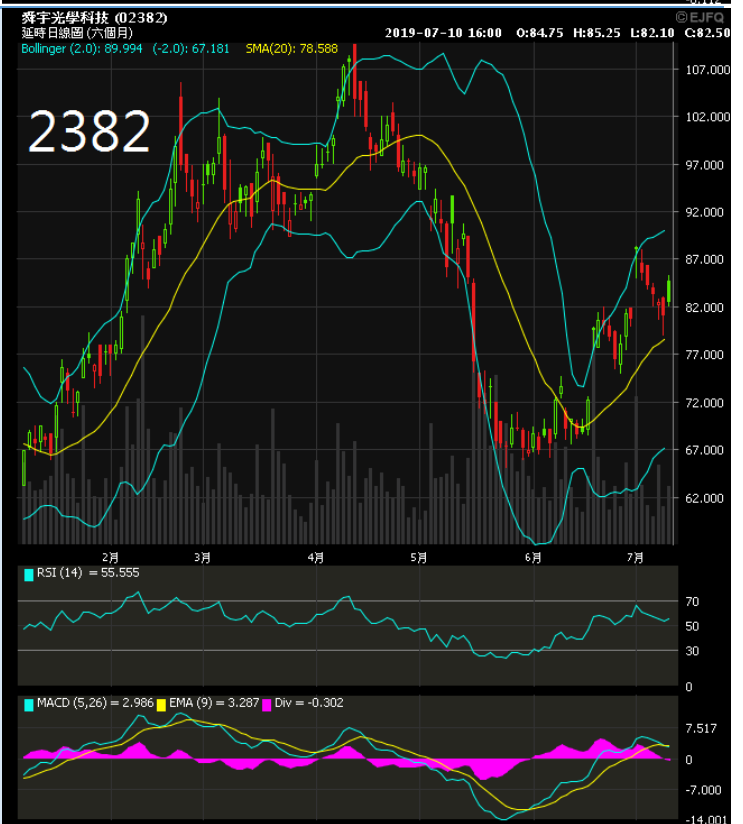 -0.112
舜宇光學科技 (02382)
©EJFQ
延時日線圖 (六個月)
2019-07-10 16:00 O:84.75 H:85.25 L:82.10 C:82.50
Bollinger (2.0): 89.994 (-2.0): 67.181 SMA(20): 78.588
2382
107.000
102.000
97.000
92.000
87.000
82.000
77.000
72.000
67.000
62.000
2月 3月 4月 5月 6月 7月
RSI (14) = 55.555
70
50
30
0
MACD (5,26) = 2.986 EMA (9) = 3.287 Div = -0.302
7.517
0
-7.000
-14.001